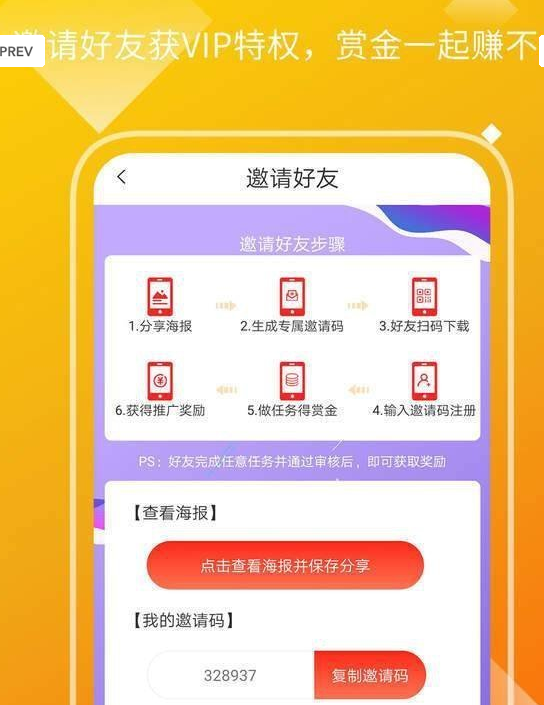 邀请好友获VIP特权，赏金一起赚不
PREV
邀请好友
邀请好友步骤
1.分享海报
2.生成专属邀请码
3.好友扫码下载
6.获得推广奖励
5.做任务得赏金
4.输入邀请码注册
PS：好友完成任意任务并通过审核后，即可获取奖励
【查看海报】
点击查看海报并保存分享
【我的邀请码】
328937
复制邀请码